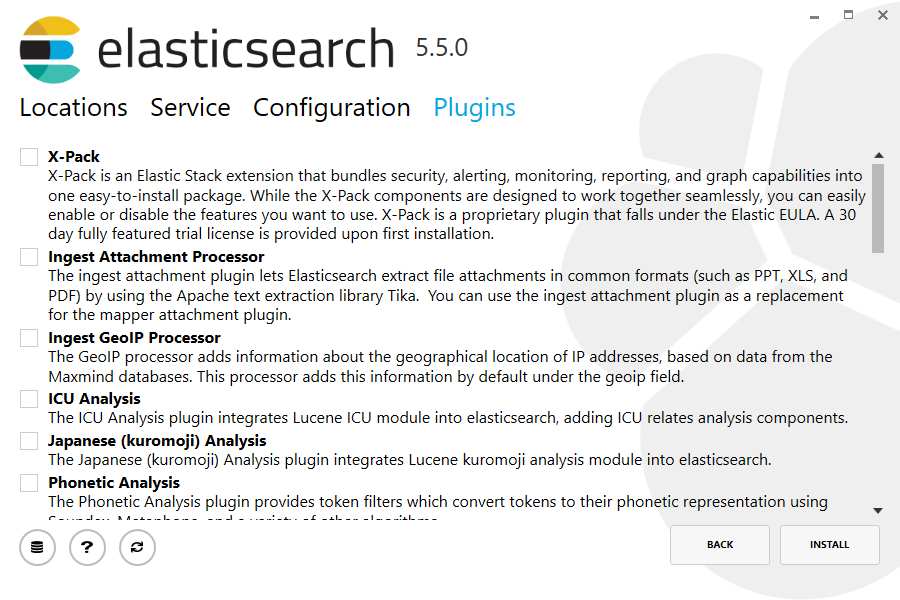 elasticsearch 5.5.0
Locations Service Configuration Plugins
X-Pack
X-Pack is an Elastic Stack extension that bundles security, alerting, monitoring, reporting, and graph capabilities into
one easy-to-install package. While the X-Pack components are designed to work together seamlessly, you can easily
enable or disable the features you want to use. X-Pack is a proprietary plugin that falls under the Elastic EULA. A 30
day fully featured trial license is provided upon first installation.
Ingest Attachment Processor
The ingest attachment plugin lets Elasticsearch extract file attachments in common formats (such as PPT, XLS, and
PDF) by using the Apache text extraction library Tika.  You can use the ingest attachment plugin as a replacement
for the mapper attachment plugin.
Ingest GeoIP Processor
The GeoIP processor adds information about the geographical location of IP addresses, based on data from the
Maxmind databases. This processor adds this information by default under the geoip field.
ICU Analysis
The ICU Analysis plugin integrates Lucene ICU module into elasticsearch, adding ICU relates analysis components.
Japanese (kuromoji) Analysis
The Japanese (kuromoji) Analysis plugin integrates Lucene kuromoji analysis module into elasticsearch.
Phonetic Analysis
The Phonetic Analysis plugin provides token filters which convert tokens to their phonetic representation using
Soundex, Metaphone, and a variety of other algorithms.
?
BACK INSTALL